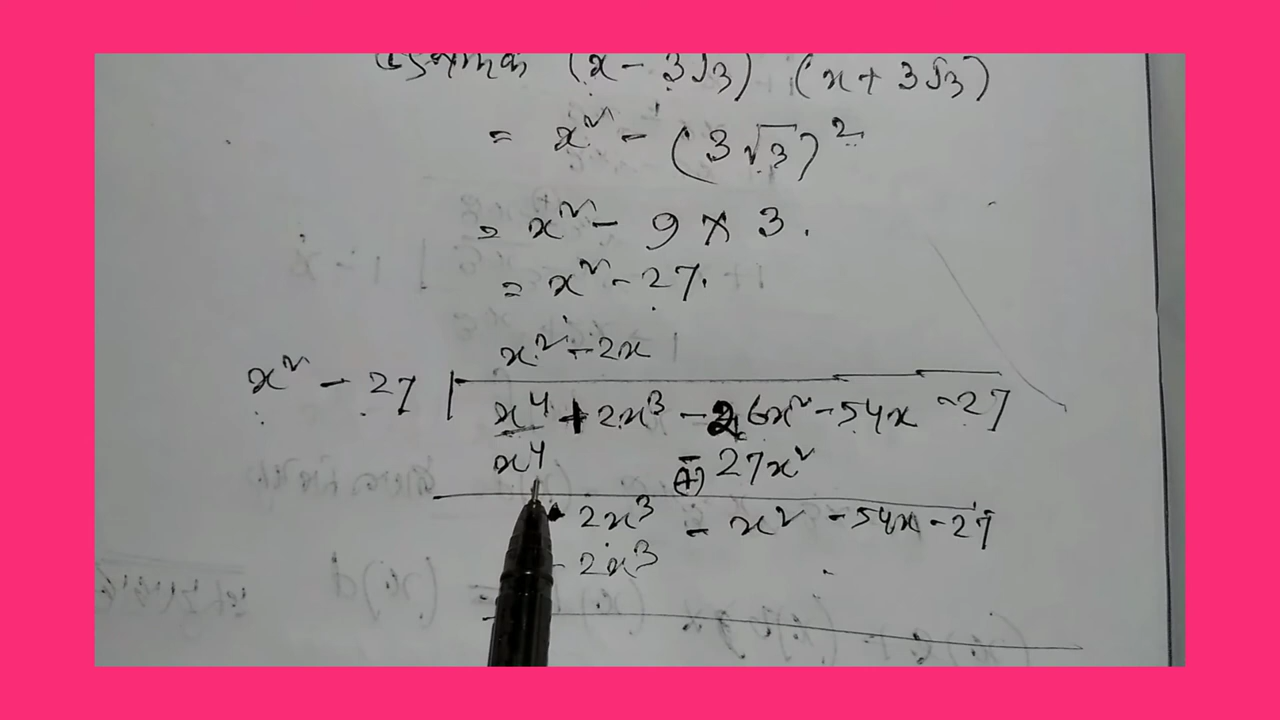 (x - 3√3) (x + 3√3)
= x² - (3√3)²
= x² - 9 × 3.
= x² - 27.
x² - 2x
x² - 27 | x⁴ + 2x³ - 26x² - 54x - 27
x⁴ - 27x²
(+)
2x³ - x² - 54x - 27
- 2x³